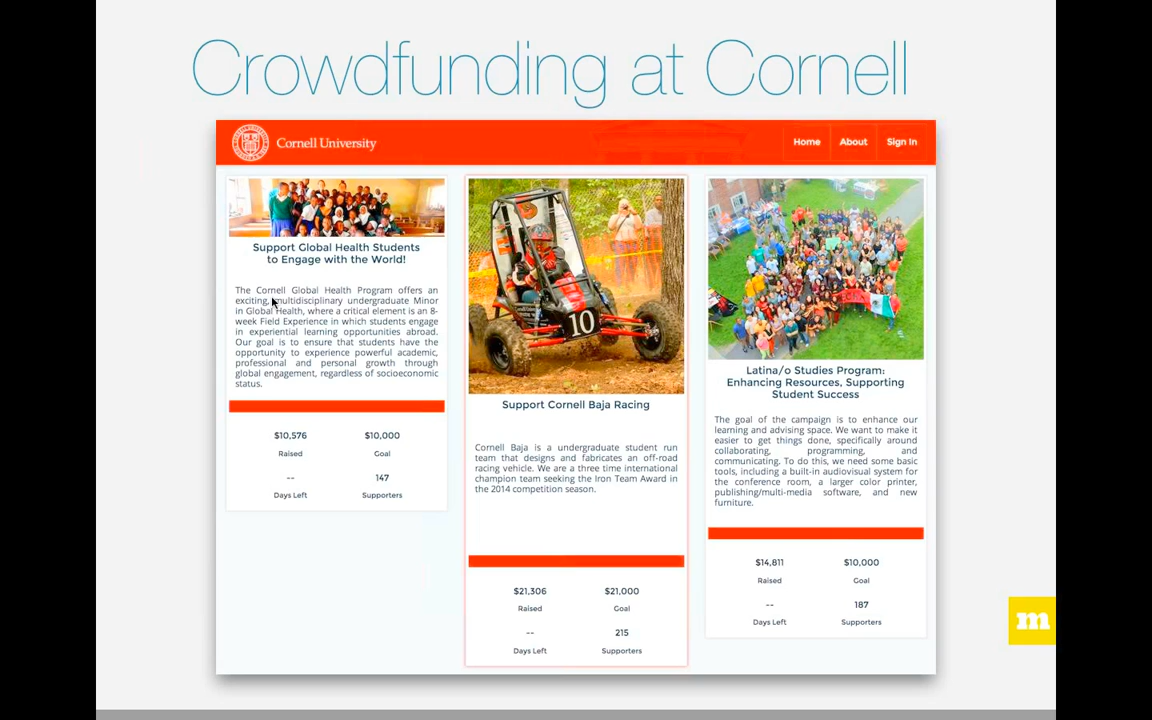 Crowdfunding at Cornell
Cornell University
Home About Sign In
Support Global Health Students
to Engage with the World!
The Cornell Global Health Program offers an
exciting, multidisciplinary undergraduate Minor
in Global Health, where a critical element is an 8-
week Field Experience in which students engage
in experiential learning opportunities abroad.
Our goal is to ensure that students have the
opportunity to experience powerful academic,
professional and personal growth through
global engagement, regardless of socioeconomic
status.
$10,576 $10,000
Raised Goal
-- 147
Days Left Supporters
10
Support Cornell Baja Racing
Cornell Baja is a undergraduate student run
team that designs and fabricates an off-road
racing vehicle. We are a three time international
champion team seeking the Iron Team Award in
the 2014 competition season.
$21,306 $21,000
Raised Goal
-- 215
Days Left Supporters
Latina/o Studies Program:
Enhancing Resources, Supporting
Student Success
The goal of the campaign is to enhance our
learning and advising space. We want to make it
easier to get things done, specifically around
collaborating, programming, and
communicating. To do this, we need some basic
tools, including a built-in audiovisual system for
the conference room, a larger color printer,
publishing/multi-media software, and new
furniture.
$14,811 $10,000
Raised Goal
-- 187
Days Left Supporters
m